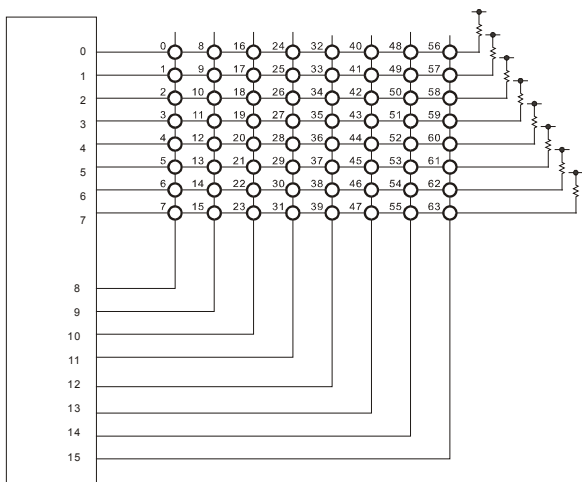 0 0 8 16 24 32 40 48 56
1 1 9 17 25 33 41 49 57
2 2 10 18 26 34 42 50 58
3 3 11 19 27 35 43 51 59
4 4 12 20 28 36 44 52 60
5 5 13 21 29 37 45 53 61
6 6 14 22 30 38 46 54 62
7 7 15 23 31 39 47 55 63
8
9
10
11
12
13
14
15